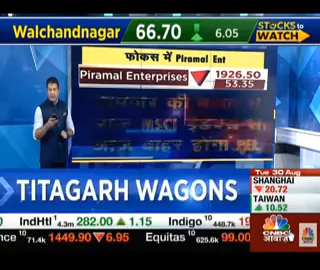 Walchandnagar 66.70 6.05 STOCKS to WATCH
फोकस में Piramal Ent
Piramal Enterprises 1926.50
53.35
MSCI
Tue 30 Aug
SHANGHAI
20.72
TAIWAN
10.52
TITAGARH WAGONS
IndHtl 4.3m 282.00 1.15 Indigo 10 448.7k
71.4k 1449.90 6.95 Equitas 10 625.6k 99.00
CNBC
आवाज़